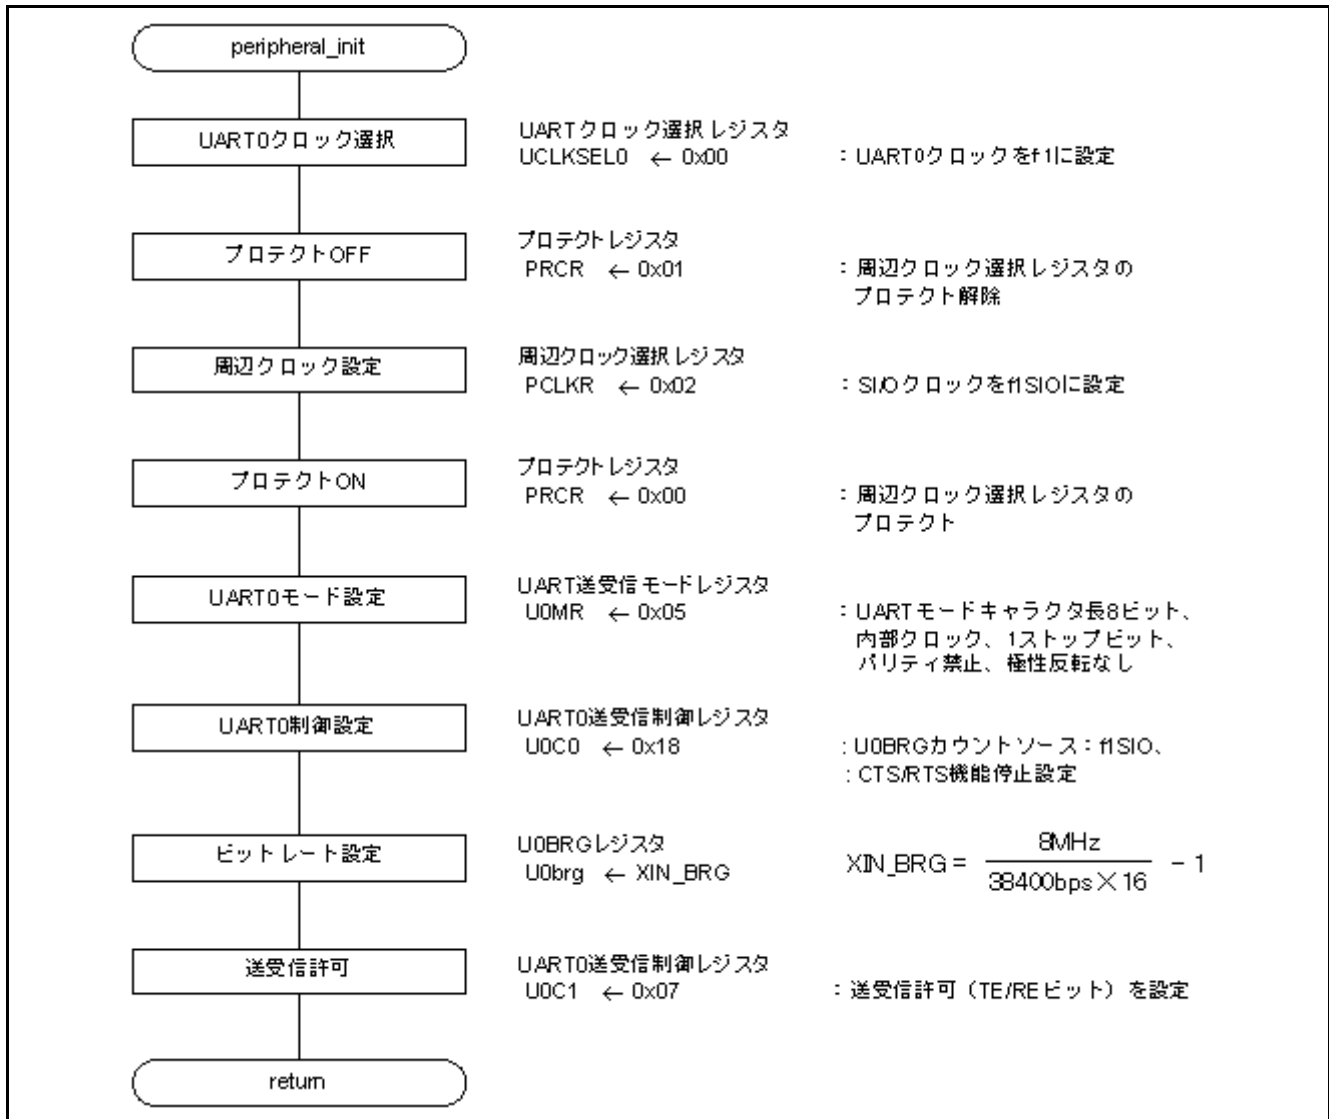 peripheral_init
UART0クロック選択
UARTクロック選択レジスタ
UCLKSEL0 ← 0x00 : UART0クロックをf1に設定
プロテクトOFF
プロテクトレジスタ
PRCR ← 0x01 : 周辺クロック選択レジスタの
プロテクト解除
周辺クロック設定
周辺クロック選択レジスタ
PCLKR ← 0x02 : SI/Oクロックをf1SIOに設定
プロテクトON
プロテクトレジスタ
PRCR ← 0x00 : 周辺クロック選択レジスタの
プロテクト
UART0モード設定
UART送受信モードレジスタ
U0MR ← 0x05 : UARTモードキャラクタ長8ビット、
内部クロック、1ストップビット、
パリティ禁止、極性反転なし
UART0制御設定
UART0送受信制御レジスタ
U0C0 ← 0x18 : U0BRGカウントソース：f1SIO、
: CTS/RTS機能停止設定
ビットレート設定
U0BRGレジスタ
U0brg ← XIN_BRG
XIN_BRG = 8MHz / 38400bps×16 − 1
送受信許可
UART0送受信制御レジスタ
U0C1 ← 0x07 : 送受信許可（TE/REビット）を設定
return